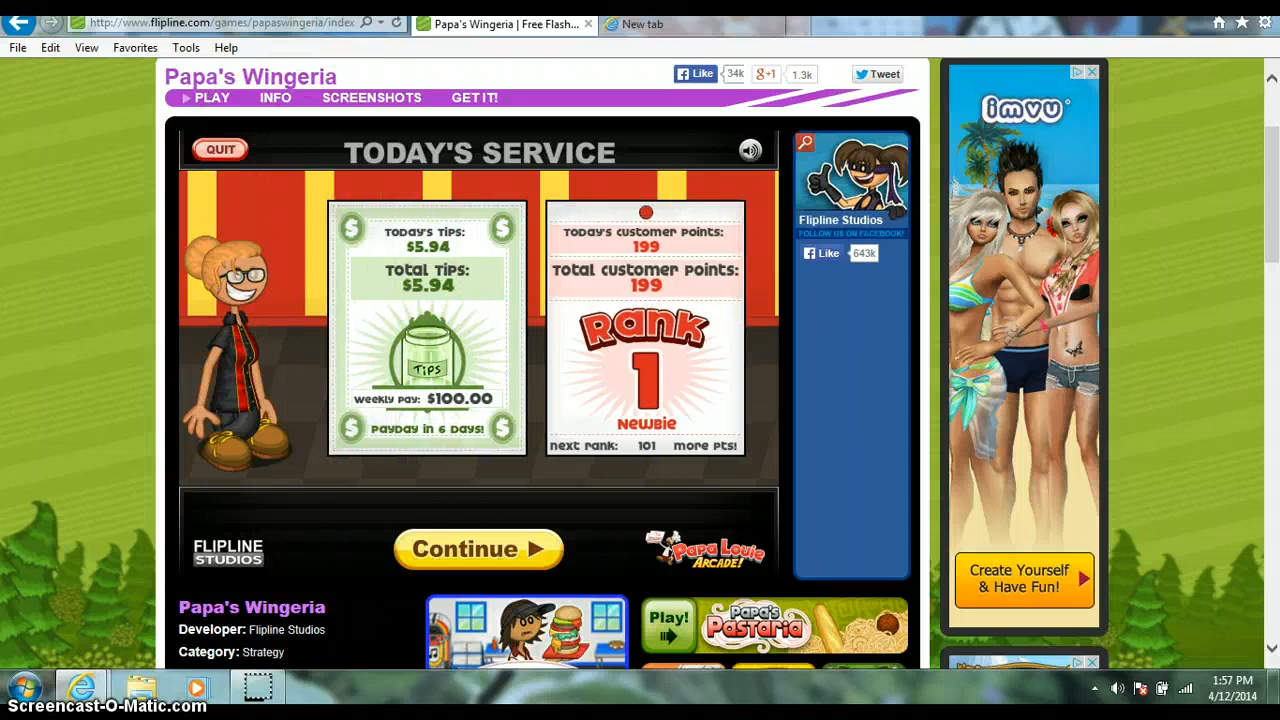 http://www.flipline.com/games/papaswingeria/index
Papa's Wingeria | Free Flash...
New tab
File Edit View Favorites Tools Help
Papa's Wingeria
Like 34k
g+1 1.3k
Tweet
PLAY INFO SCREENSHOTS GET IT!
QUIT
TODAY'S SERVICE
Today's Tips:
$5.94
Total Tips:
$5.94
TIPS
weekly pay: $100.00
Payday in 6 days!
$ $
$ $
Today's customer points:
199
Total customer points:
199
Rank
1
Newbie
next rank: 101 more pts!
Flipline Studios
FOLLOW US ON FACEBOOK!
Like 643k
imvu
Create Yourself
& Have Fun!
FLIPLINE
STUDIOS
Continue
Papa Louie
ARCADE!
Papa's Wingeria
Developer: Flipline Studios
Category: Strategy
Play!
PAPA'S
PASTARIA
1:57 PM
4/12/2014
Screencast-O-Matic.com